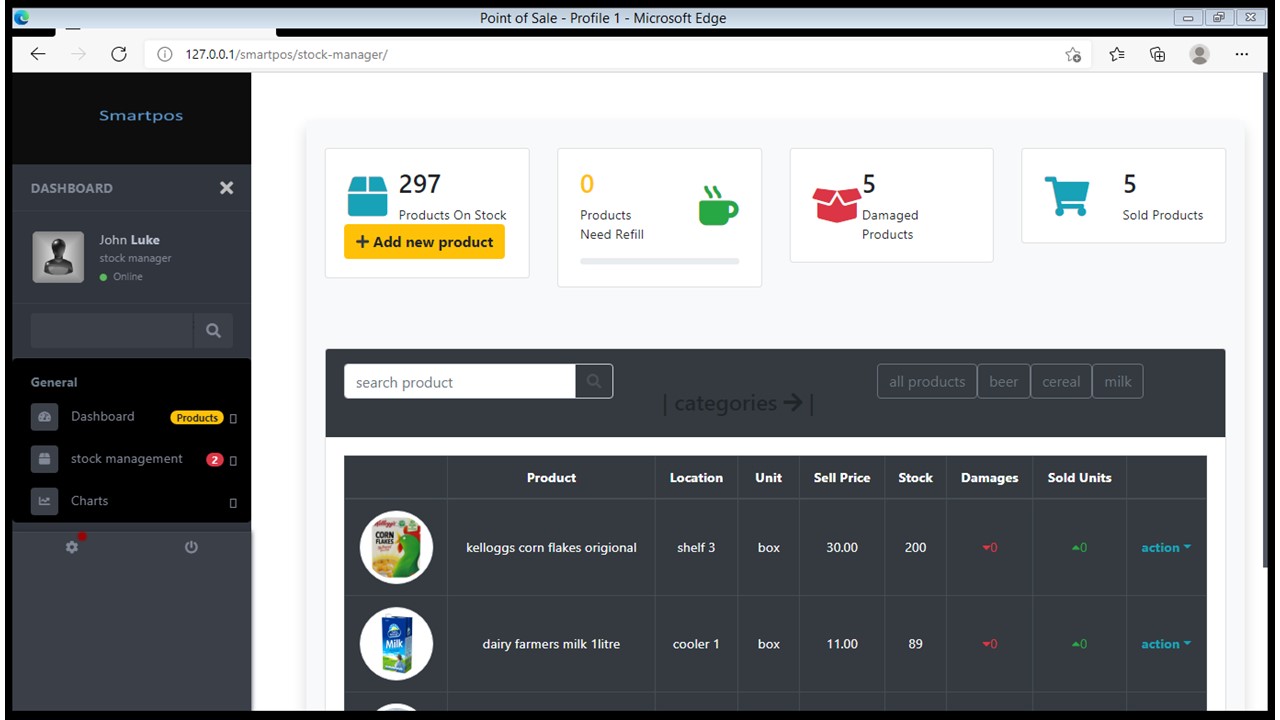 Point of Sale - Profile 1 - Microsoft Edge
127.0.0.1/smartpos/stock-manager/
Smartpos
DASHBOARD
John Luke
stock manager
Online
General
Dashboard Products
stock management 2
Charts
297
Products On Stock
Add new product
0
Products
Need Refill
5
Damaged
Products
5
Sold Products
search product
| categories → |
all products beer cereal milk
Product Location Unit Sell Price Stock Damages Sold Units
Kellogg's
CORN
FLAKES
kelloggs corn flakes origional shelf 3 box 30.00 200 0 0 action
Milk
dairy farmers milk 1litre cooler 1 box 11.00 89 0 0 action